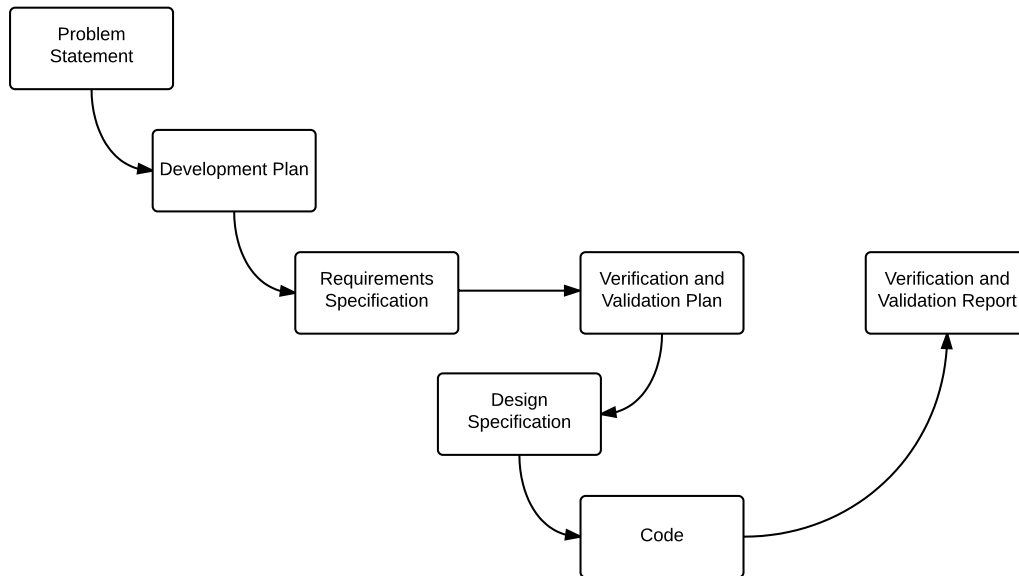 Problem
Statement
Development Plan
Requirements
Specification
Verification and
Validation Plan
Verification and
Validation Report
Design
Specification
Code